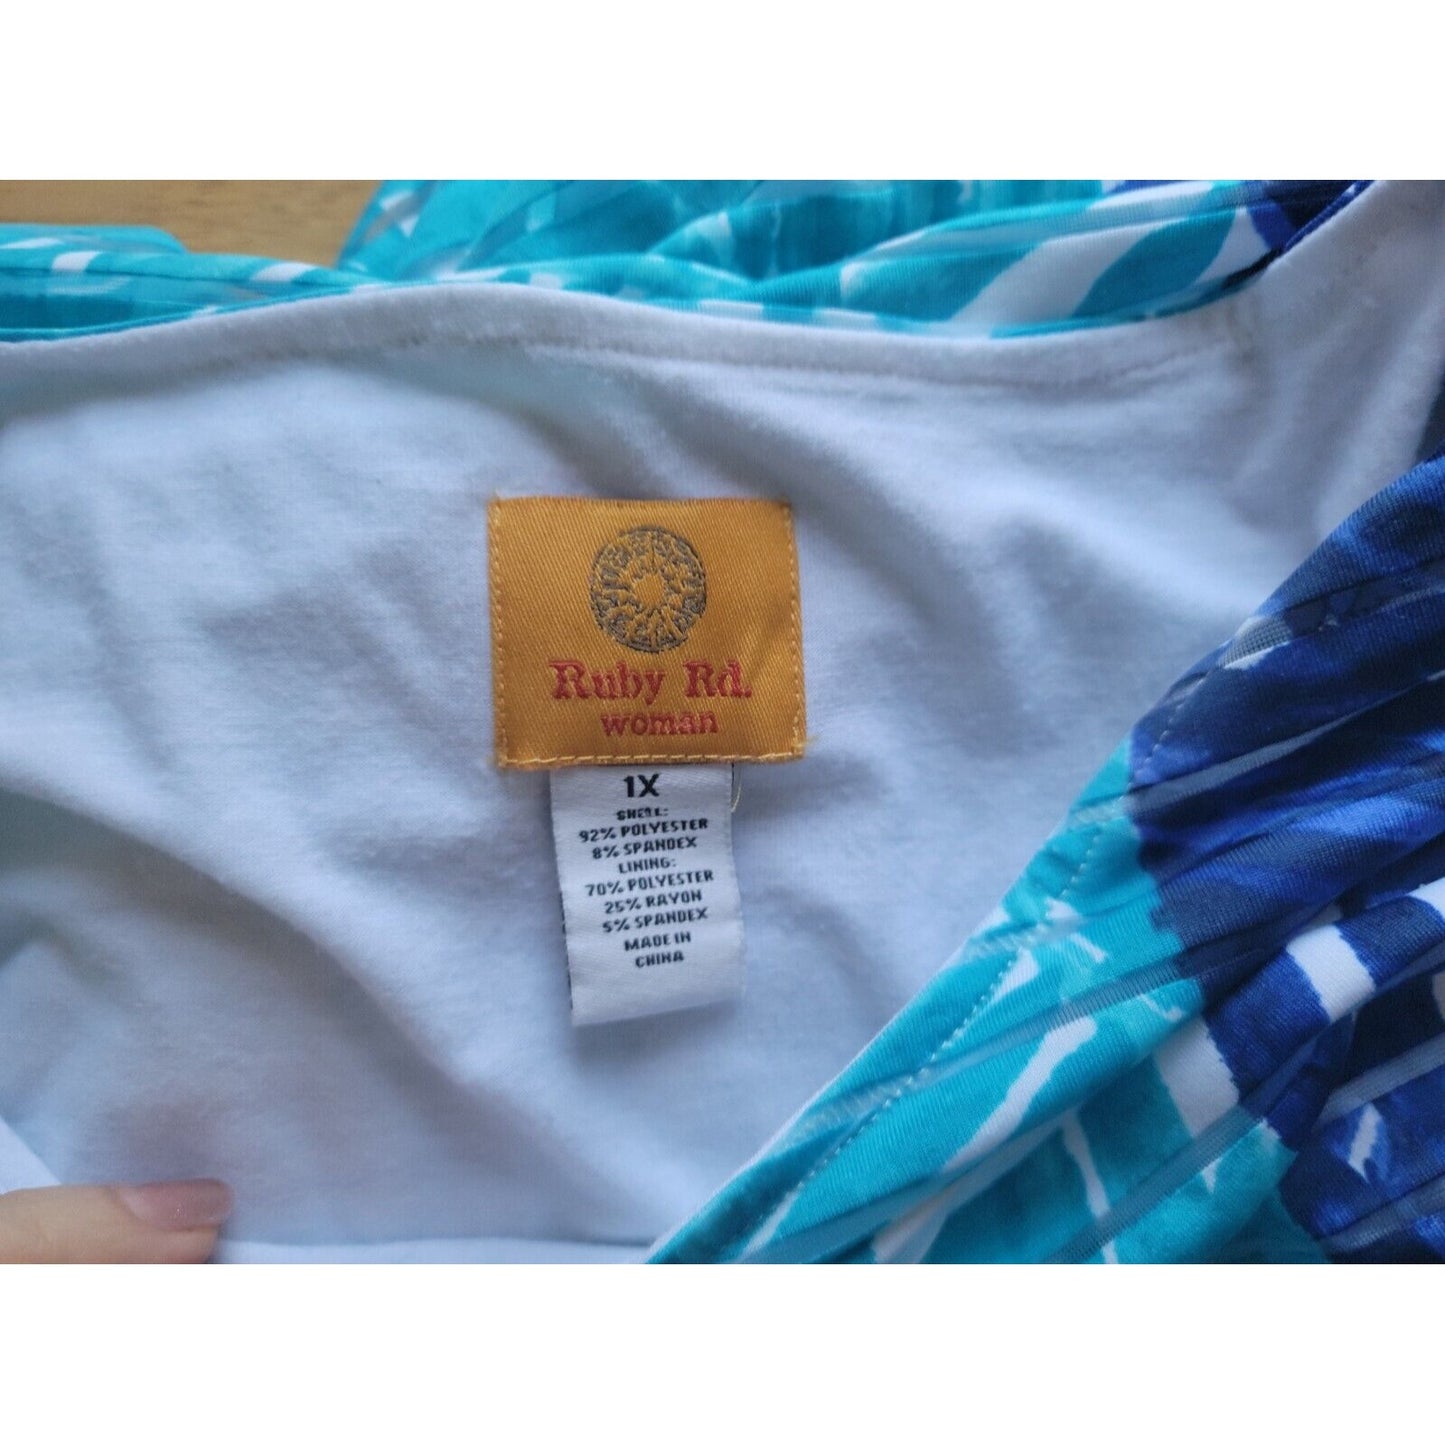 Ruby Rd.
woman
1X
SHELL:
92% POLYESTER
8% SPANDEX
LINING:
70% POLYESTER
25% RAYON
5% SPANDEX
MADE IN
CHINA